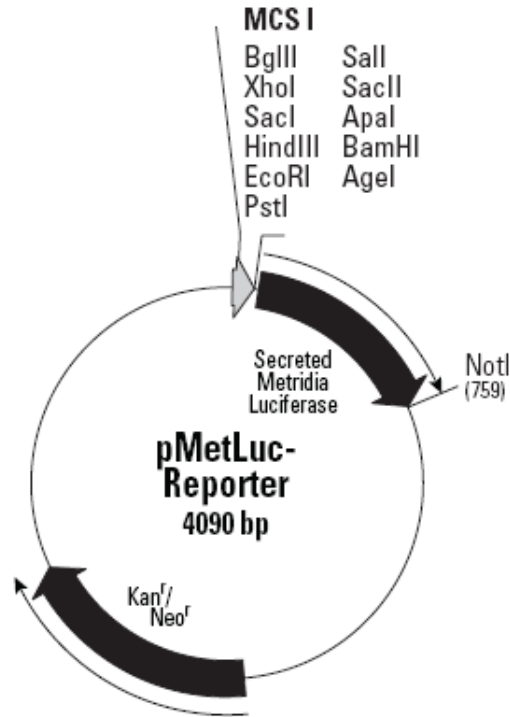 MCS I
BglII SalI
XhoI SacII
SacI ApaI
HindIII BamHI
EcoRI AgeI
PstI
Secreted
Metridia
Luciferase
NotI
(759)
pMetLuc-
Reporter
4090 bp
Kanʳ/
Neoʳ